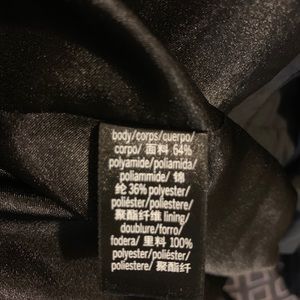 body/corps/cuerpo/
corpo/ 面料 64%
polyamide/poliamida/
poliammide/ 锦
纶 36% polyester/
poliéster/poliestere/
聚酯纤维 lining/
doublure/forro/
fodera/ 里料 100%
polyester/poliéster/
poliestere/ 聚酯纤